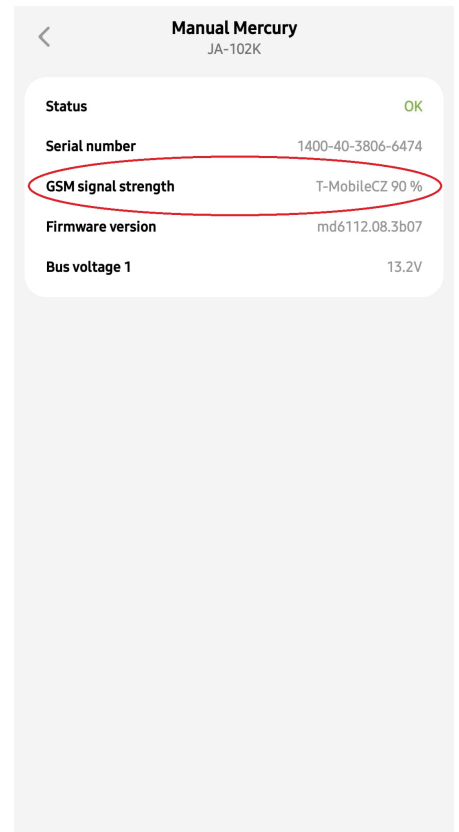 Manual Mercury
JA-102K
Status OK
Serial number 1400-40-3806-6474
GSM signal strength T-MobileCZ 90 %
Firmware version md6112.08.3b07
Bus voltage 1 13.2V